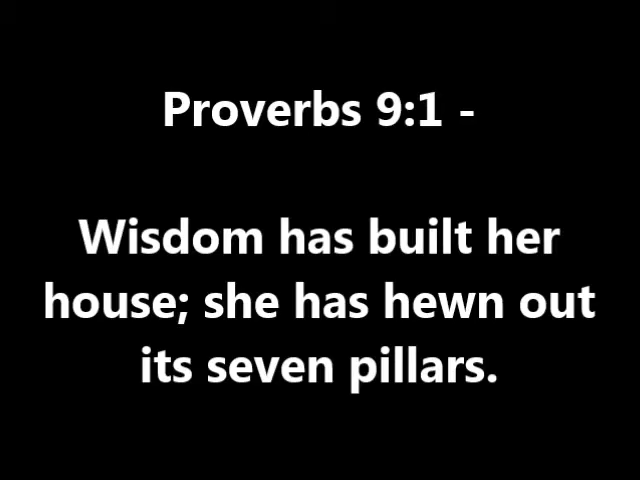 Proverbs 9:1 -
Wisdom has built her
house; she has hewn out
its seven pillars.